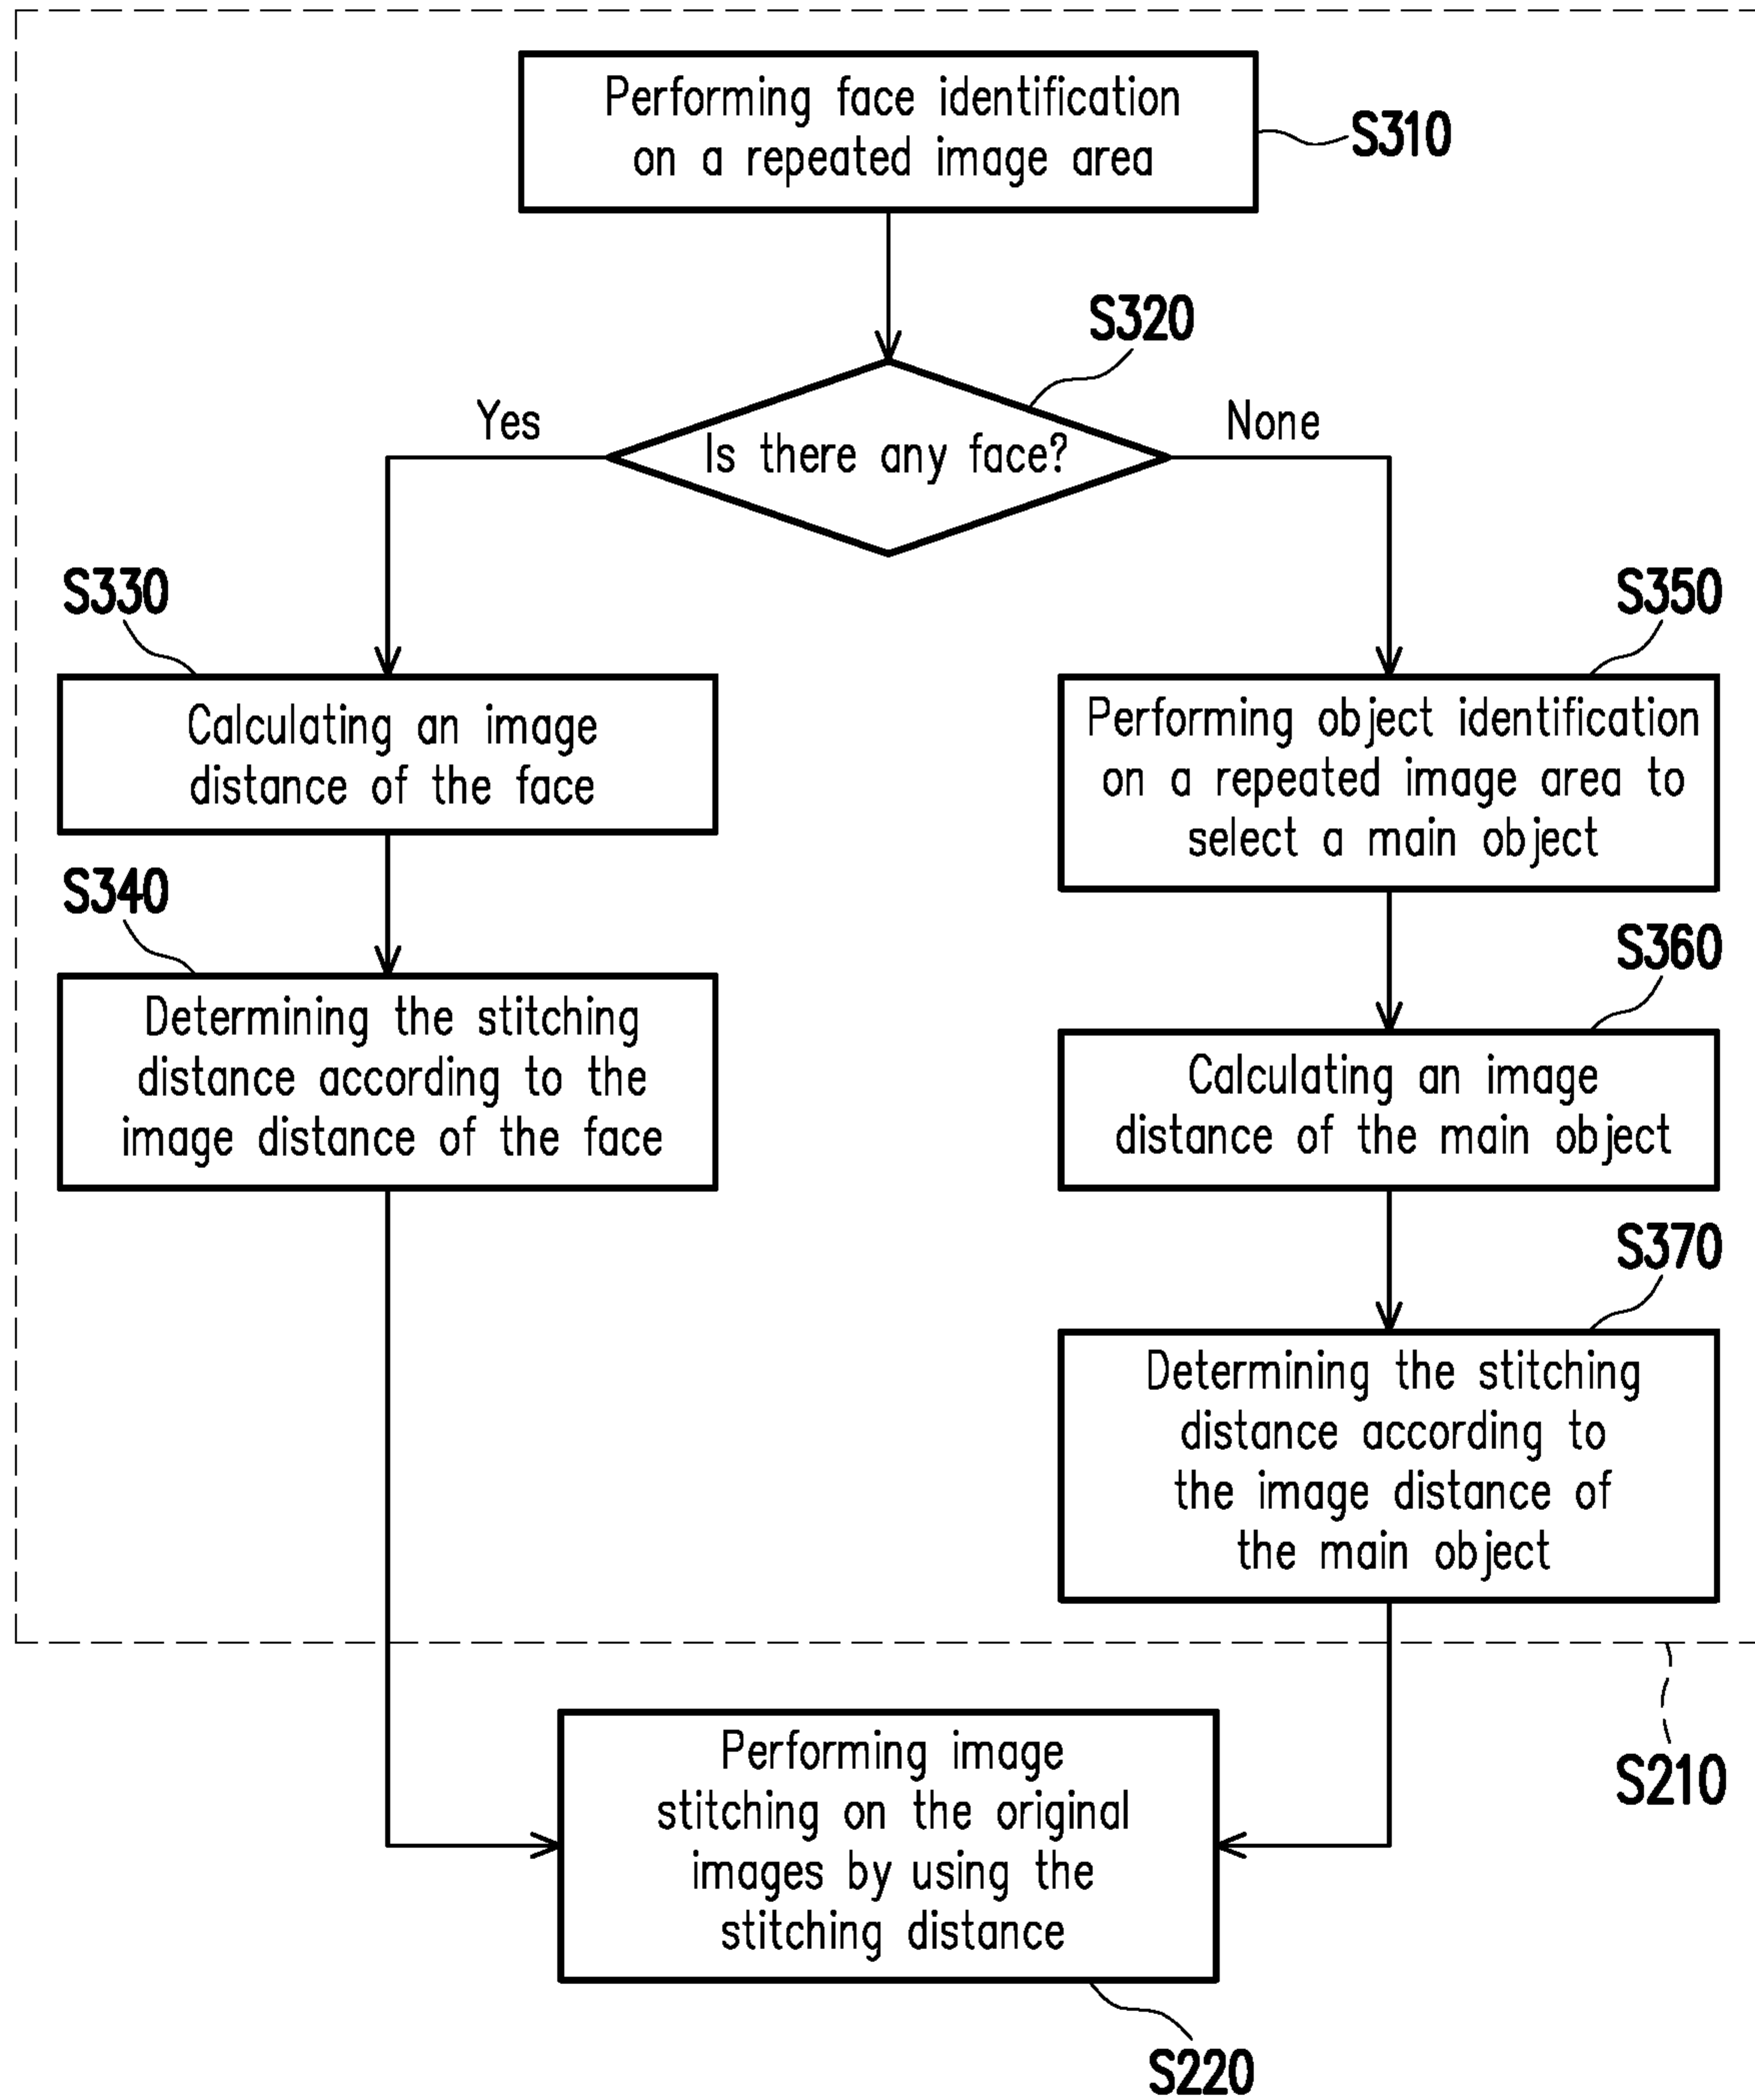 Performing face identification
on a repeated image area
S310
S320
Yes
None
Is there any face?
S330
S350
Calculating an image
distance of the face
Performing object identification
on a repeated image area to
select a main object
S340
S360
Determining the stitching
distance according to the
image distance of the face
Calculating an image
distance of the main object
S370
Determining the stitching
distance according to
the image distance of
the main object
Performing image
stitching on the original
images by using the
stitching distance
S210
S220